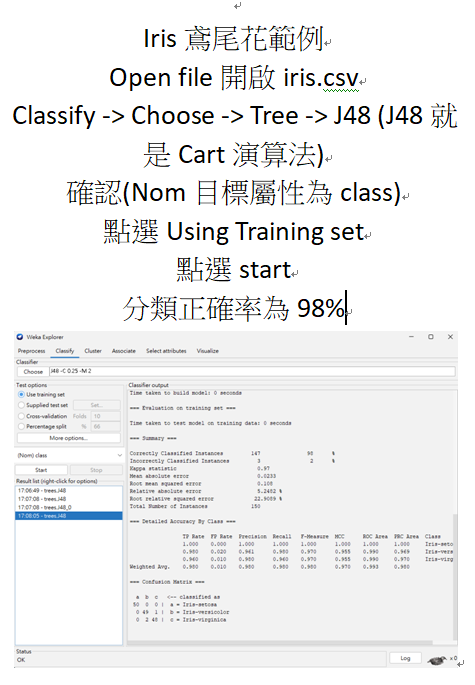 Iris 鳶尾花範例
Open file 開啟 iris.csv
Classify -> Choose -> Tree -> J48 (J48 就
是 Cart 演算法)
確認(Nom 目標屬性為 class)
點選 Using Training set
點選 start
分類正確率為 98%
Weka Explorer
Preprocess Classify Cluster Associate Select attributes Visualize
Classifier
Choose J48 -C 0.25 -M 2
Test options
Use training set
Supplied test set Set...
Cross-validation Folds 10
Percentage split % 66
More options...
(Nom) class
Start Stop
Result list (right-click for options)
17:06:49 - trees.J48
17:07:08 - trees.J48
17:07:08 - trees.J48_0
17:08:05 - trees.J48
Classifier output
Time taken to build model: 0 seconds
=== Evaluation on training set ===
Time taken to test model on training data: 0 seconds
=== Summary ===
Correctly Classified Instances 147 98 %
Incorrectly Classified Instances 3 2 %
Kappa statistic 0.97
Mean absolute error 0.0233
Root mean squared error 0.108
Relative absolute error 5.2482 %
Root relative squared error 22.9089 %
Total Number of Instances 150
=== Detailed Accuracy By Class ===
TP Rate FP Rate Precision Recall F-Measure MCC ROC Area PRC Area Class
1.000 0.000 1.000 1.000 1.000 1.000 1.000 1.000 Iris-seto
0.980 0.020 0.961 0.980 0.970 0.955 0.990 0.969 Iris-vers
0.960 0.010 0.980 0.960 0.970 0.955 0.990 0.970 Iris-virg
Weighted Avg. 0.980 0.010 0.980 0.980 0.980 0.970 0.993 0.980
=== Confusion Matrix ===
a b c <-- classified as
50 0 0 | a = Iris-setosa
0 49 1 | b = Iris-versicolor
0 2 48 | c = Iris-virginica
Status
OK
Log
x 0